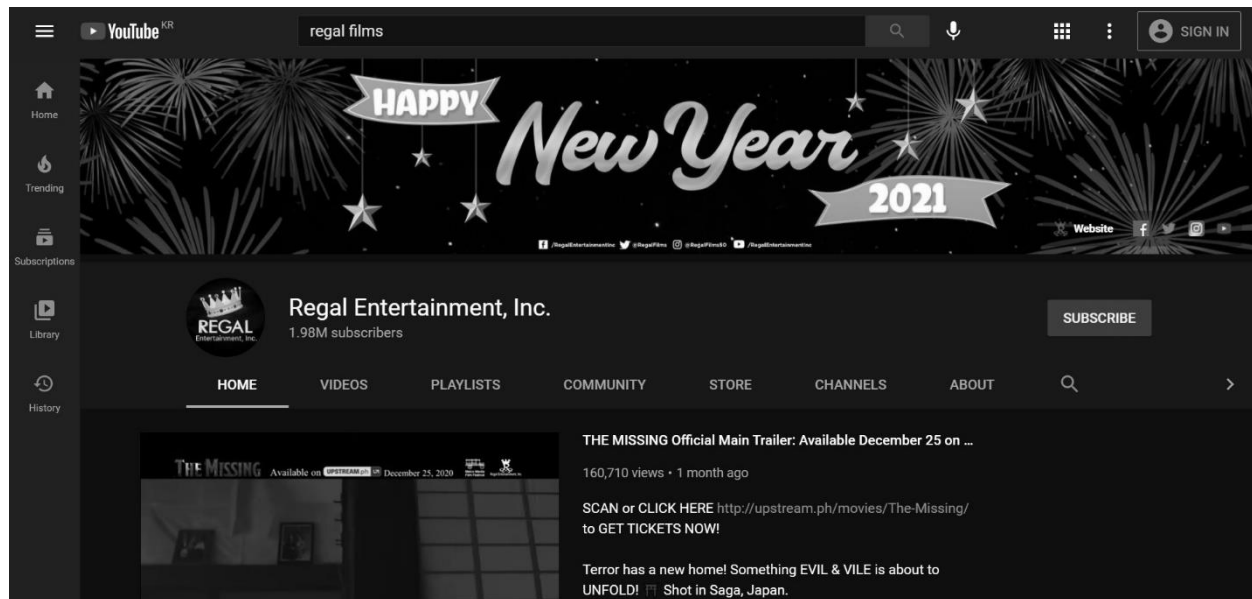 YouTube KR
regal films
SIGN IN
Home
Trending
Subscriptions
Library
History
HAPPY
New Year
2021
/RegalEntertainmentInc @RegalFilms @RegalFilms50 /RegalEntertainmentInc
Website
REGAL
Entertainment, Inc.
Regal Entertainment, Inc.
1.98M subscribers
SUBSCRIBE
HOME VIDEOS PLAYLISTS COMMUNITY STORE CHANNELS ABOUT
THE MISSING Available on UPSTREAM.ph December 25, 2020
THE MISSING Official Main Trailer: Available December 25 on ...
160,710 views • 1 month ago
SCAN or CLICK HERE http://upstream.ph/movies/The-Missing/
to GET TICKETS NOW!
Terror has a new home! Something EVIL & VILE is about to
UNFOLD! Shot in Saga, Japan.